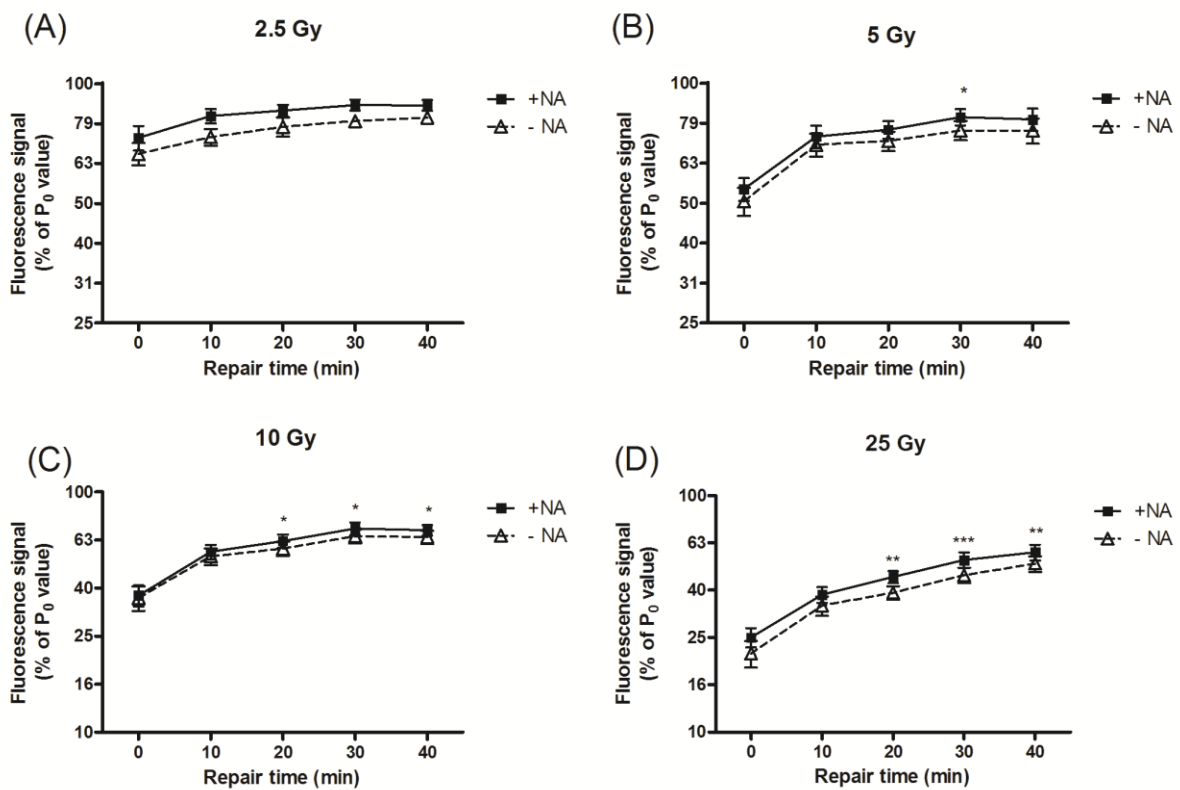 (A)
2.5 Gy
100
79
63
50
40
31
25
Fluorescence signal
(% of P0 value)
0 10 20 30 40
Repair time (min)
+NA
- NA
(B)
5 Gy
100
79
63
50
40
31
25
Fluorescence signal
(% of P0 value)
*
0 10 20 30 40
Repair time (min)
+NA
- NA
(C)
10 Gy
100
63
40
25
16
10
Fluorescence signal
(% of P0 value)
* * *
0 10 20 30 40
Repair time (min)
+NA
- NA
(D)
25 Gy
100
63
40
25
16
10
Fluorescence signal
(% of P0 value)
** *** **
0 10 20 30 40
Repair time (min)
+NA
- NA